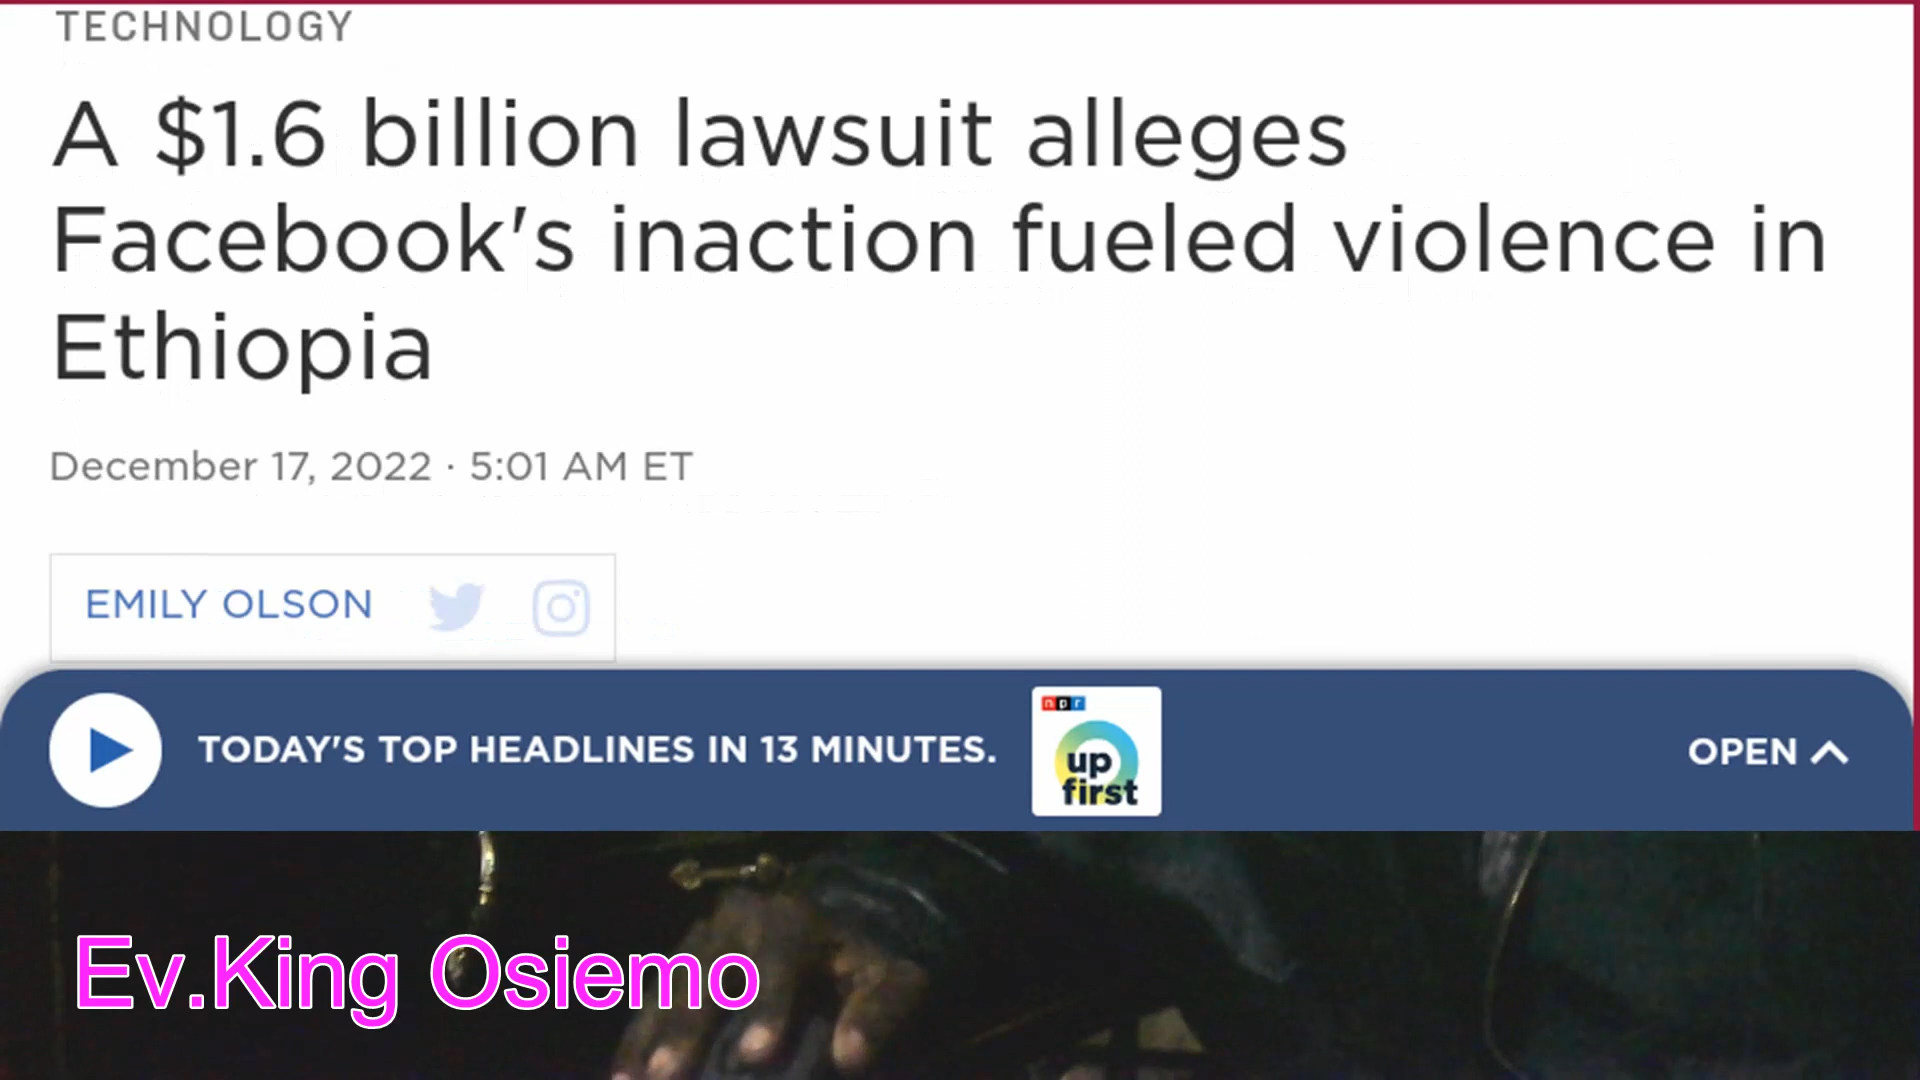 TECHNOLOGY
A $1.6 billion lawsuit alleges
Facebook's inaction fueled violence in
Ethiopia
December 17, 2022 · 5:01 AM ET
EMILY OLSON
TODAY'S TOP HEADLINES IN 13 MINUTES.
npr
up
first
OPEN
Ev.King Osiemo